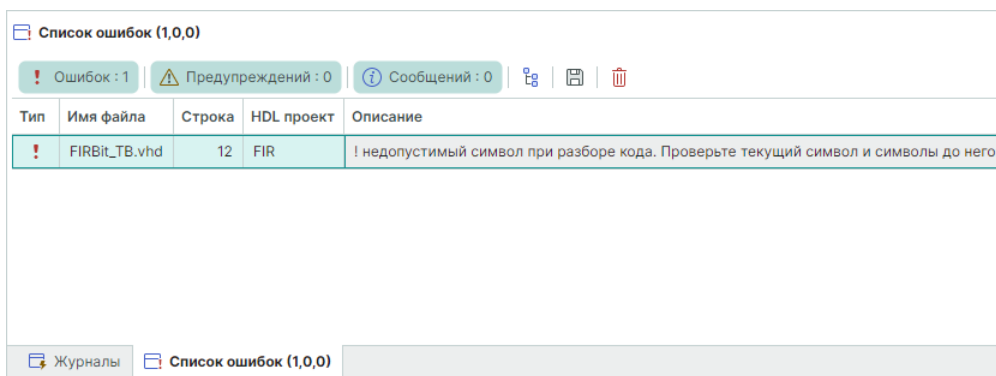 Список ошибок (1,0,0)
Ошибок : 1 Предупреждений : 0 Сообщений : 0
Тип Имя файла Строка HDL проект Описание
! FIRBit_TB.vhd 12 FIR ! недопустимый символ при разборе кода. Проверьте текущий символ и символы до него
Журналы Список ошибок (1,0,0)